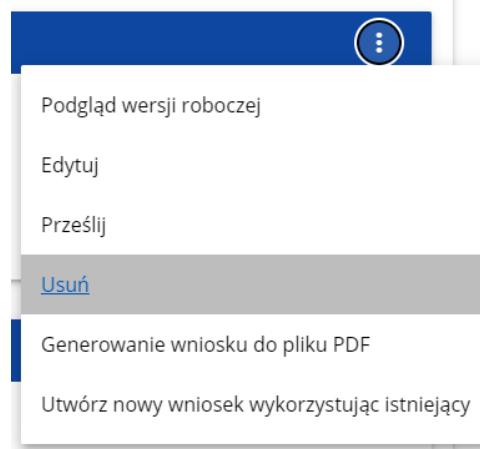 Podgląd wersji roboczej
Edytuj
Prześlij
Usuń
Generowanie wniosku do pliku PDF
Utwórz nowy wniosek wykorzystując istniejący